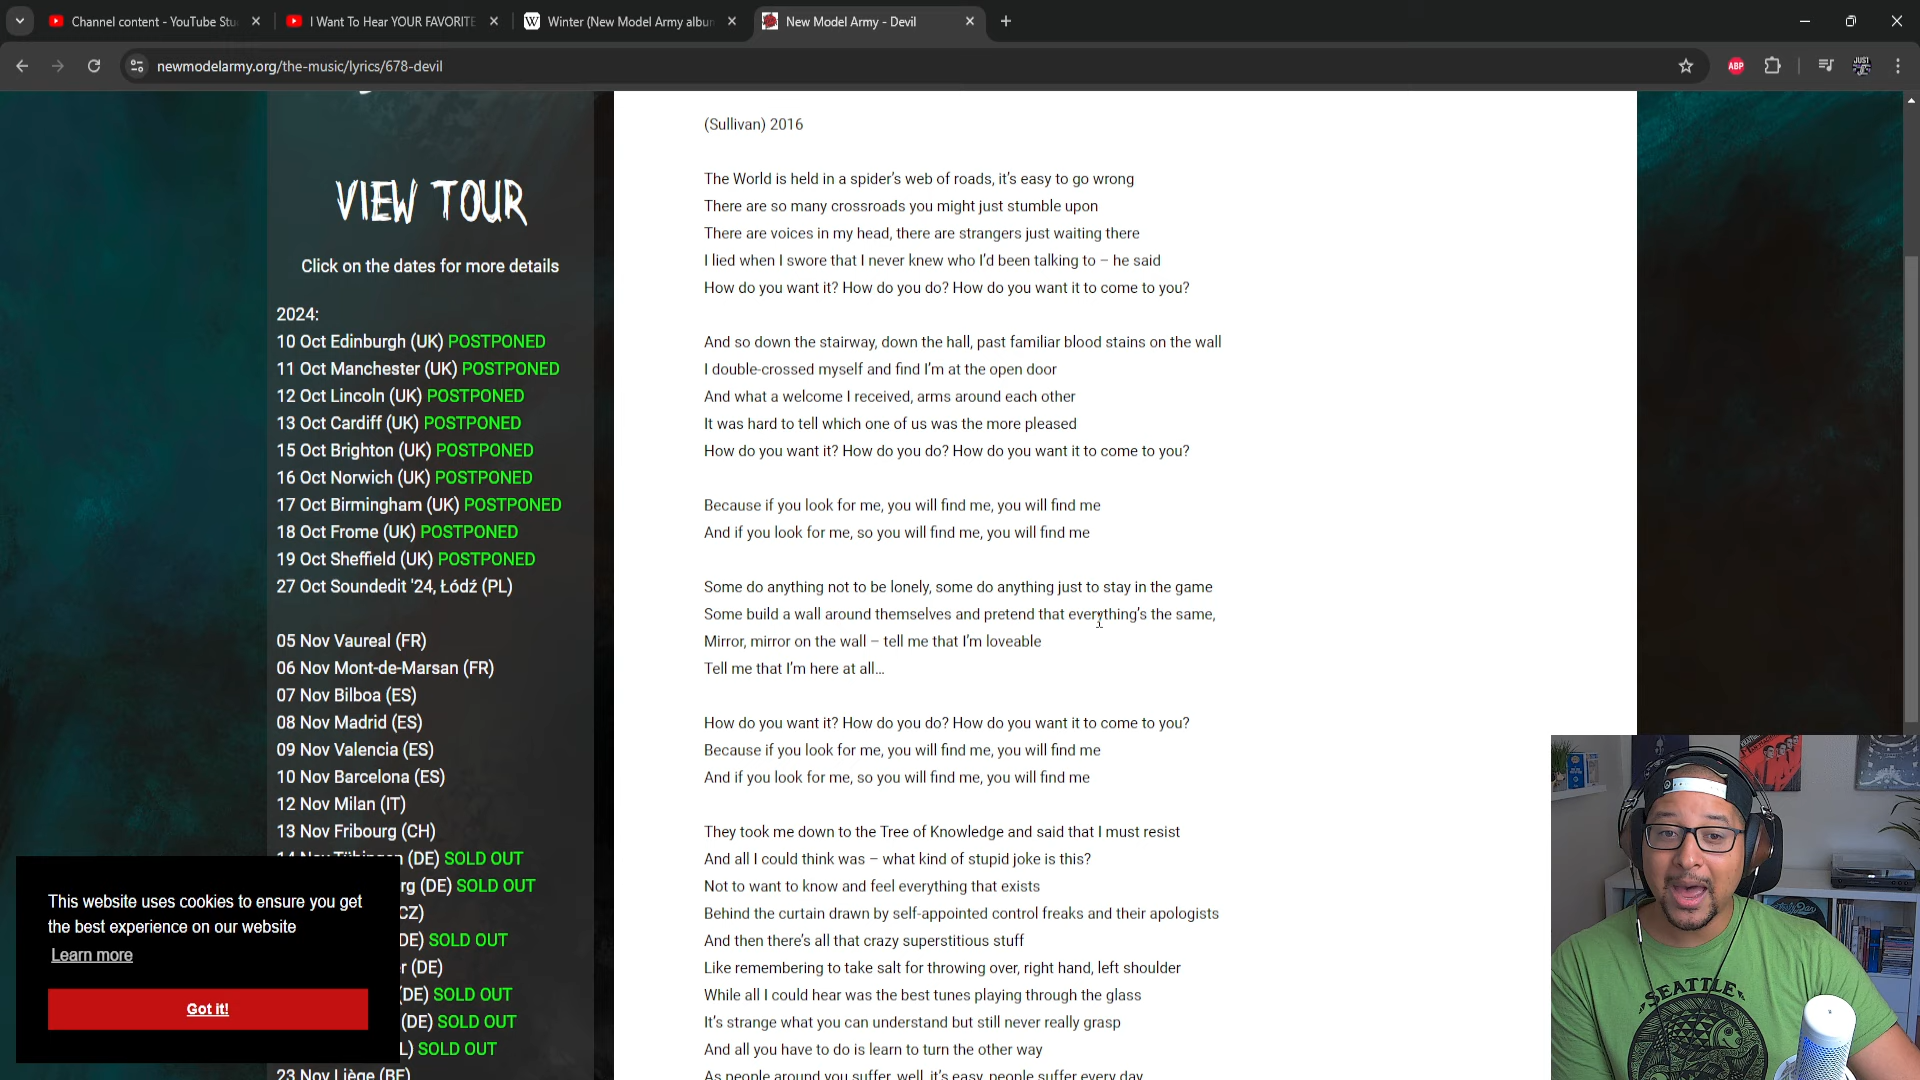 Channel content - YouTube Stu
I Want To Hear YOUR FAVORITE
W
Winter (New Model Army album
New Model Army - Devil
newmodelarmy.org/the-music/lyrics/678-devil
ABP
JUST
VIEW TOUR
Click on the dates for more details
2024:
10 Oct Edinburgh (UK) POSTPONED
11 Oct Manchester (UK) POSTPONED
12 Oct Lincoln (UK) POSTPONED
13 Oct Cardiff (UK) POSTPONED
15 Oct Brighton (UK) POSTPONED
16 Oct Norwich (UK) POSTPONED
17 Oct Birmingham (UK) POSTPONED
18 Oct Frome (UK) POSTPONED
19 Oct Sheffield (UK) POSTPONED
27 Oct Soundedit '24, Łódź (PL)
05 Nov Vaureal (FR)
06 Nov Mont-de-Marsan (FR)
07 Nov Bilboa (ES)
08 Nov Madrid (ES)
09 Nov Valencia (ES)
10 Nov Barcelona (ES)
12 Nov Milan (IT)
13 Nov Fribourg (CH)
14 Nov Tübingen (DE) SOLD OUT
rg (DE) SOLD OUT
CZ)
DE) SOLD OUT
r (DE)
(DE) SOLD OUT
(DE) SOLD OUT
L) SOLD OUT
23 Nov Liège (BE)
This website uses cookies to ensure you get
the best experience on our website
Learn more
Got it!
(Sullivan) 2016
The World is held in a spider's web of roads, it's easy to go wrong
There are so many crossroads you might just stumble upon
There are voices in my head, there are strangers just waiting there
I lied when I swore that I never knew who I'd been talking to – he said
How do you want it? How do you do? How do you want it to come to you?
And so down the stairway, down the hall, past familiar blood stains on the wall
I double-crossed myself and find I'm at the open door
And what a welcome I received, arms around each other
It was hard to tell which one of us was the more pleased
How do you want it? How do you do? How do you want it to come to you?
Because if you look for me, you will find me, you will find me
And if you look for me, so you will find me, you will find me
Some do anything not to be lonely, some do anything just to stay in the game
Some build a wall around themselves and pretend that everything's the same,
Mirror, mirror on the wall – tell me that I'm loveable
Tell me that I'm here at all...
How do you want it? How do you do? How do you want it to come to you?
Because if you look for me, you will find me, you will find me
And if you look for me, so you will find me, you will find me
They took me down to the Tree of Knowledge and said that I must resist
And all I could think was – what kind of stupid joke is this?
Not to want to know and feel everything that exists
Behind the curtain drawn by self-appointed control freaks and their apologists
And then there's all that crazy superstitious stuff
Like remembering to take salt for throwing over, right hand, left shoulder
While all I could hear was the best tunes playing through the glass
It's strange what you can understand but still never really grasp
And all you have to do is learn to turn the other way
As people around you suffer, well, it's easy, people suffer every day
SEATTLE